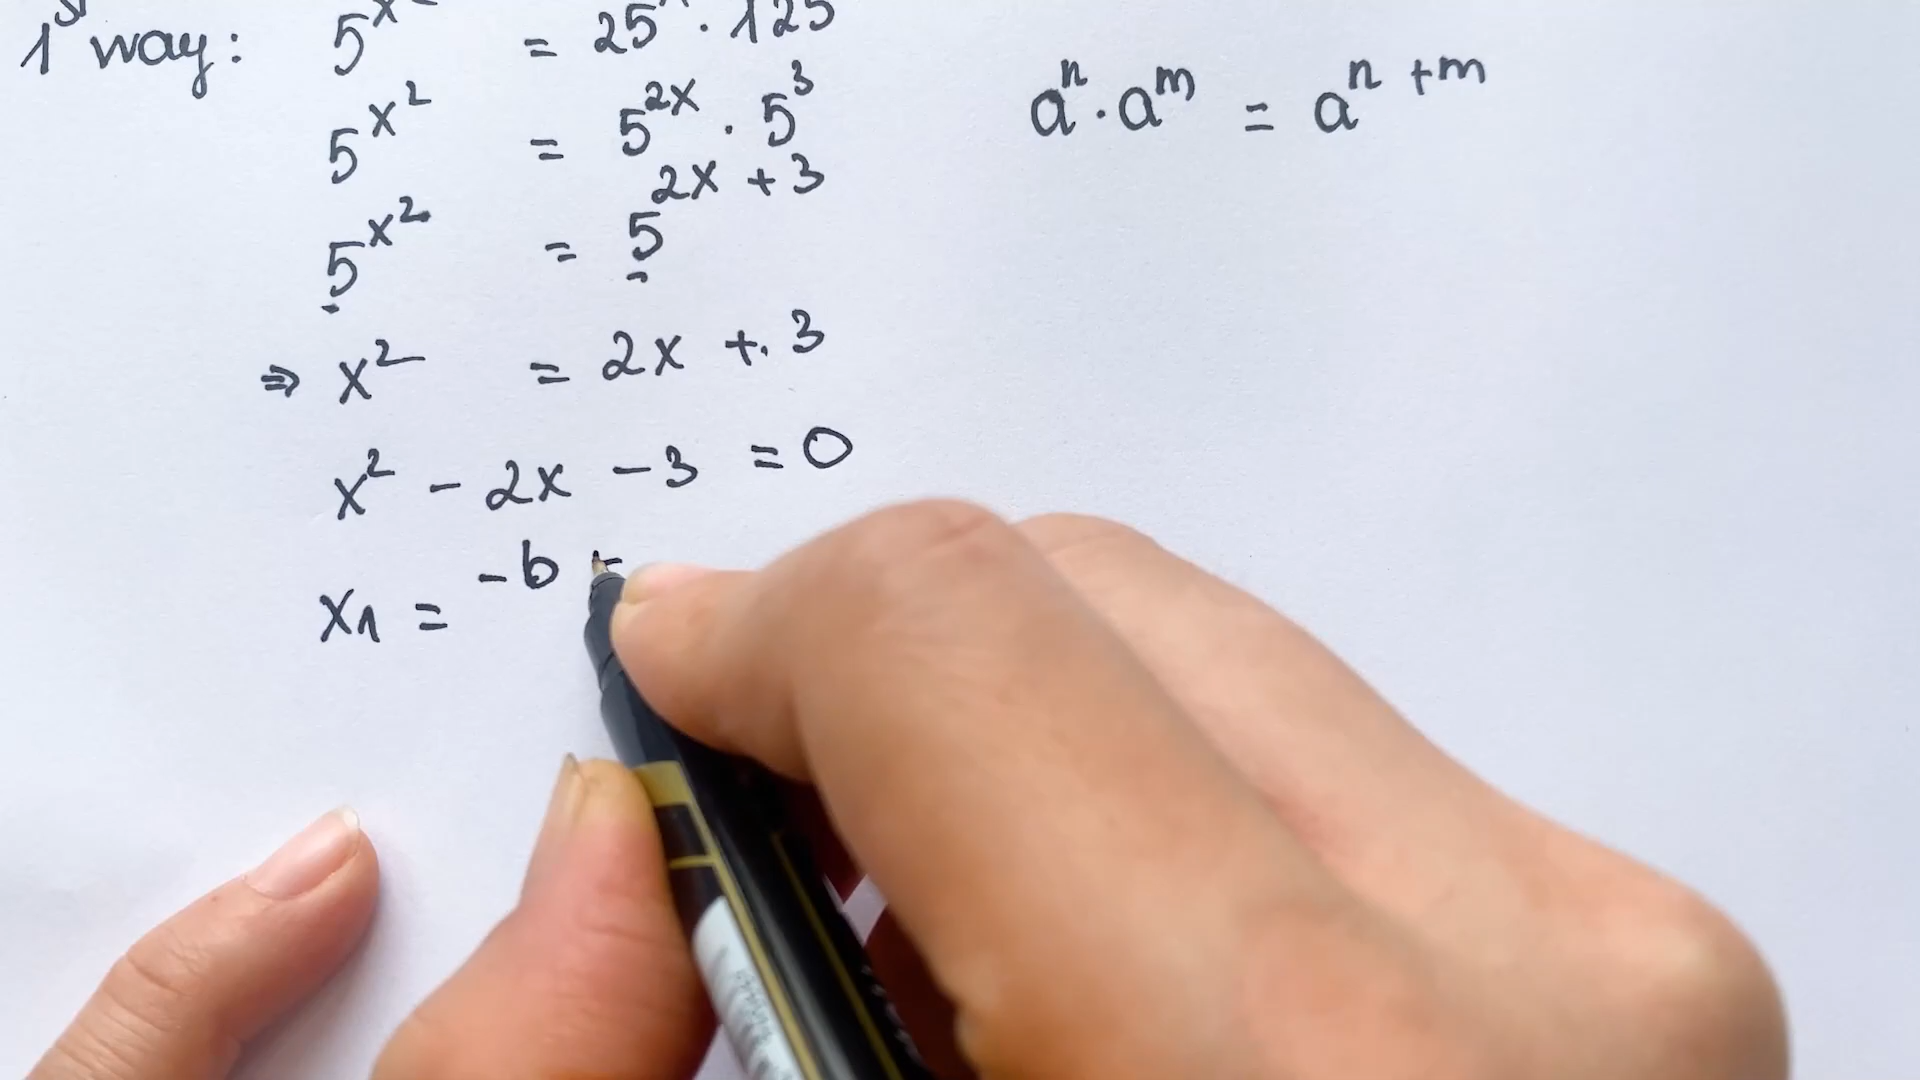 1st way: 5^x² = 25^x · 125
5^x² = 5^2x · 5^3
5^x² = 5^2x + 3
⇒ x² = 2x + 3
x² - 2x - 3 = 0
x1 = -b
a^n · a^m = a^n + m